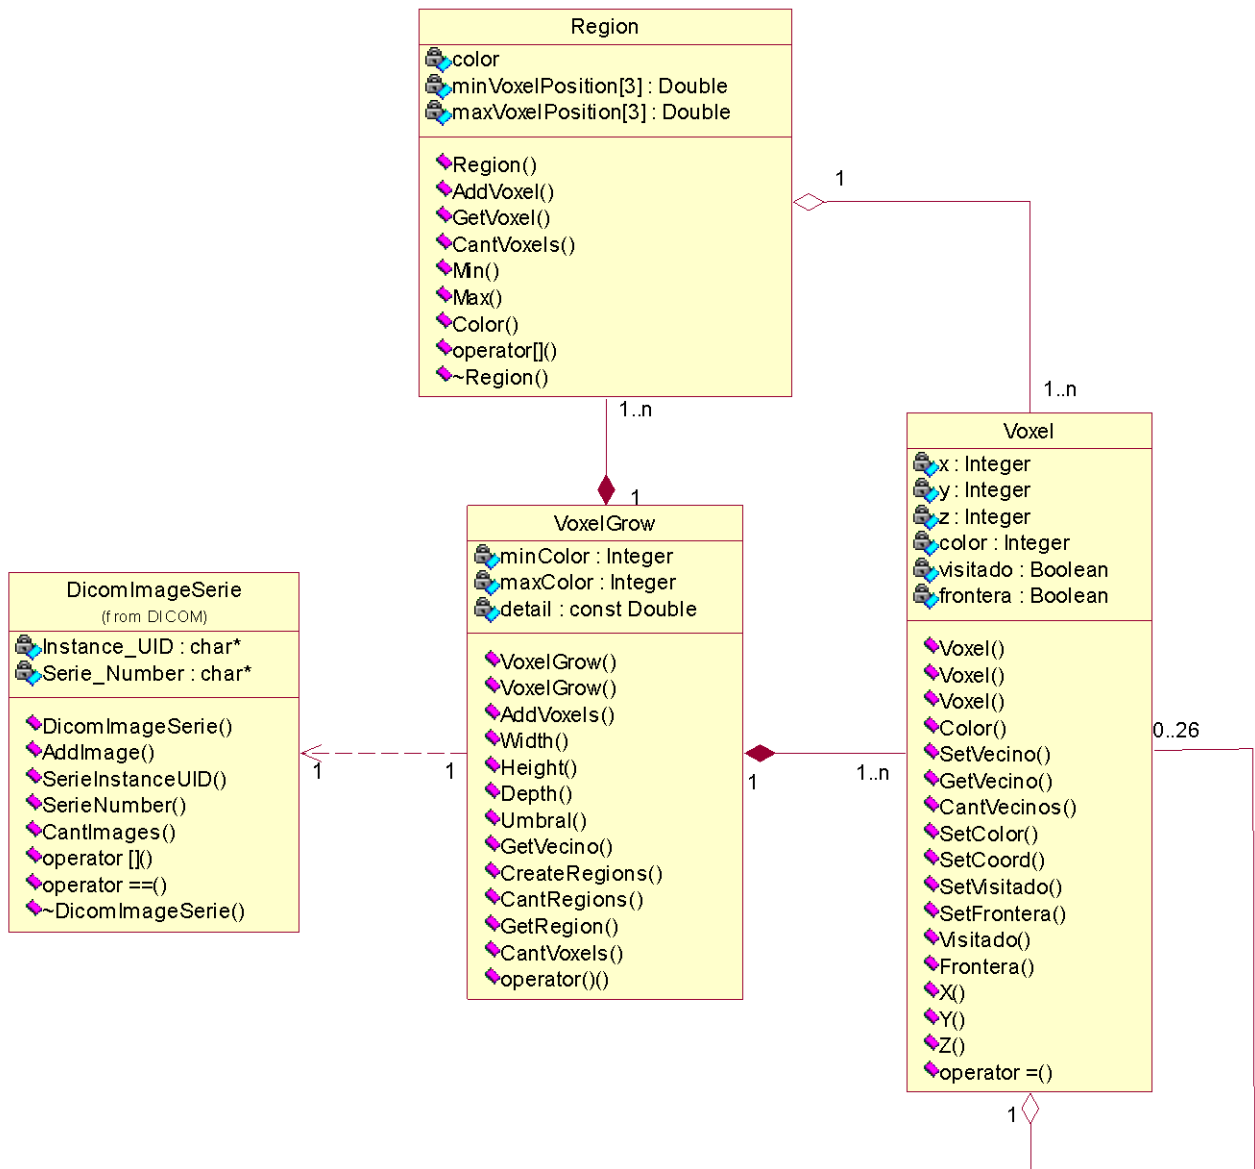 Region
color
minVoxelPosition[3] : Double
maxVoxelPosition[3] : Double
Region()
AddVoxel()
GetVoxel()
CantVoxels()
Min()
Max()
Color()
operator[]()
~Region()
1
1..n
1..n
1
Voxel
x : Integer
y : Integer
z : Integer
color : Integer
visitado : Boolean
frontera : Boolean
Voxel()
Voxel()
Voxel()
Color()
SetVecino()
GetVecino()
CantVecinos()
SetColor()
SetCoord()
SetVisitado()
SetFrontera()
Visitado()
Frontera()
X()
Y()
Z()
operator =()
0..26
1
VoxelGrow
minColor : Integer
maxColor : Integer
detail : const Double
VoxelGrow()
VoxelGrow()
AddVoxels()
Width()
Height()
Depth()
Umbral()
GetVecino()
CreateRegions()
CantRegions()
GetRegion()
CantVoxels()
operator()()
1
1..n
1
1
DicomImageSerie
(from DICOM)
Instance_UID : char*
Serie_Number : char*
DicomImageSerie()
AddImage()
SerieInstanceUID()
SerieNumber()
CantImages()
operator []()
operator ==()
~DicomImageSerie()